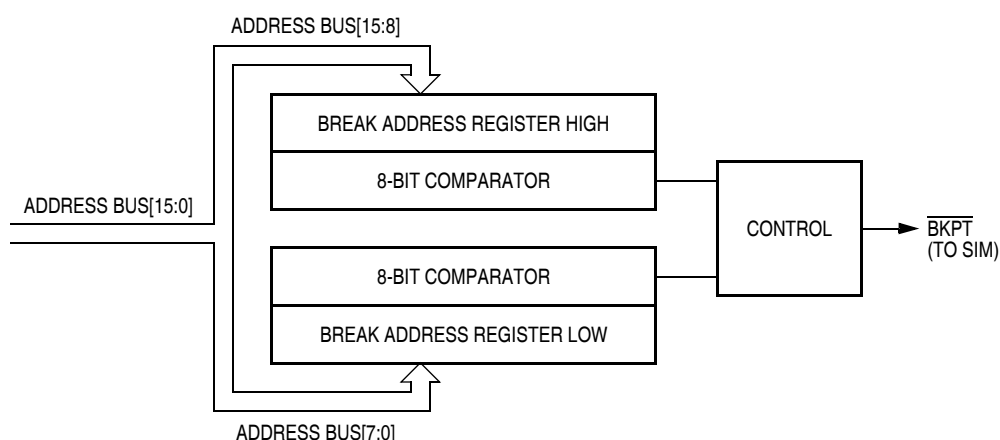 ADDRESS BUS[15:8]
BREAK ADDRESS REGISTER HIGH
8-BIT COMPARATOR
ADDRESS BUS[15:0]
CONTROL
BKPT
(TO SIM)
8-BIT COMPARATOR
BREAK ADDRESS REGISTER LOW
ADDRESS BUS[7:0]